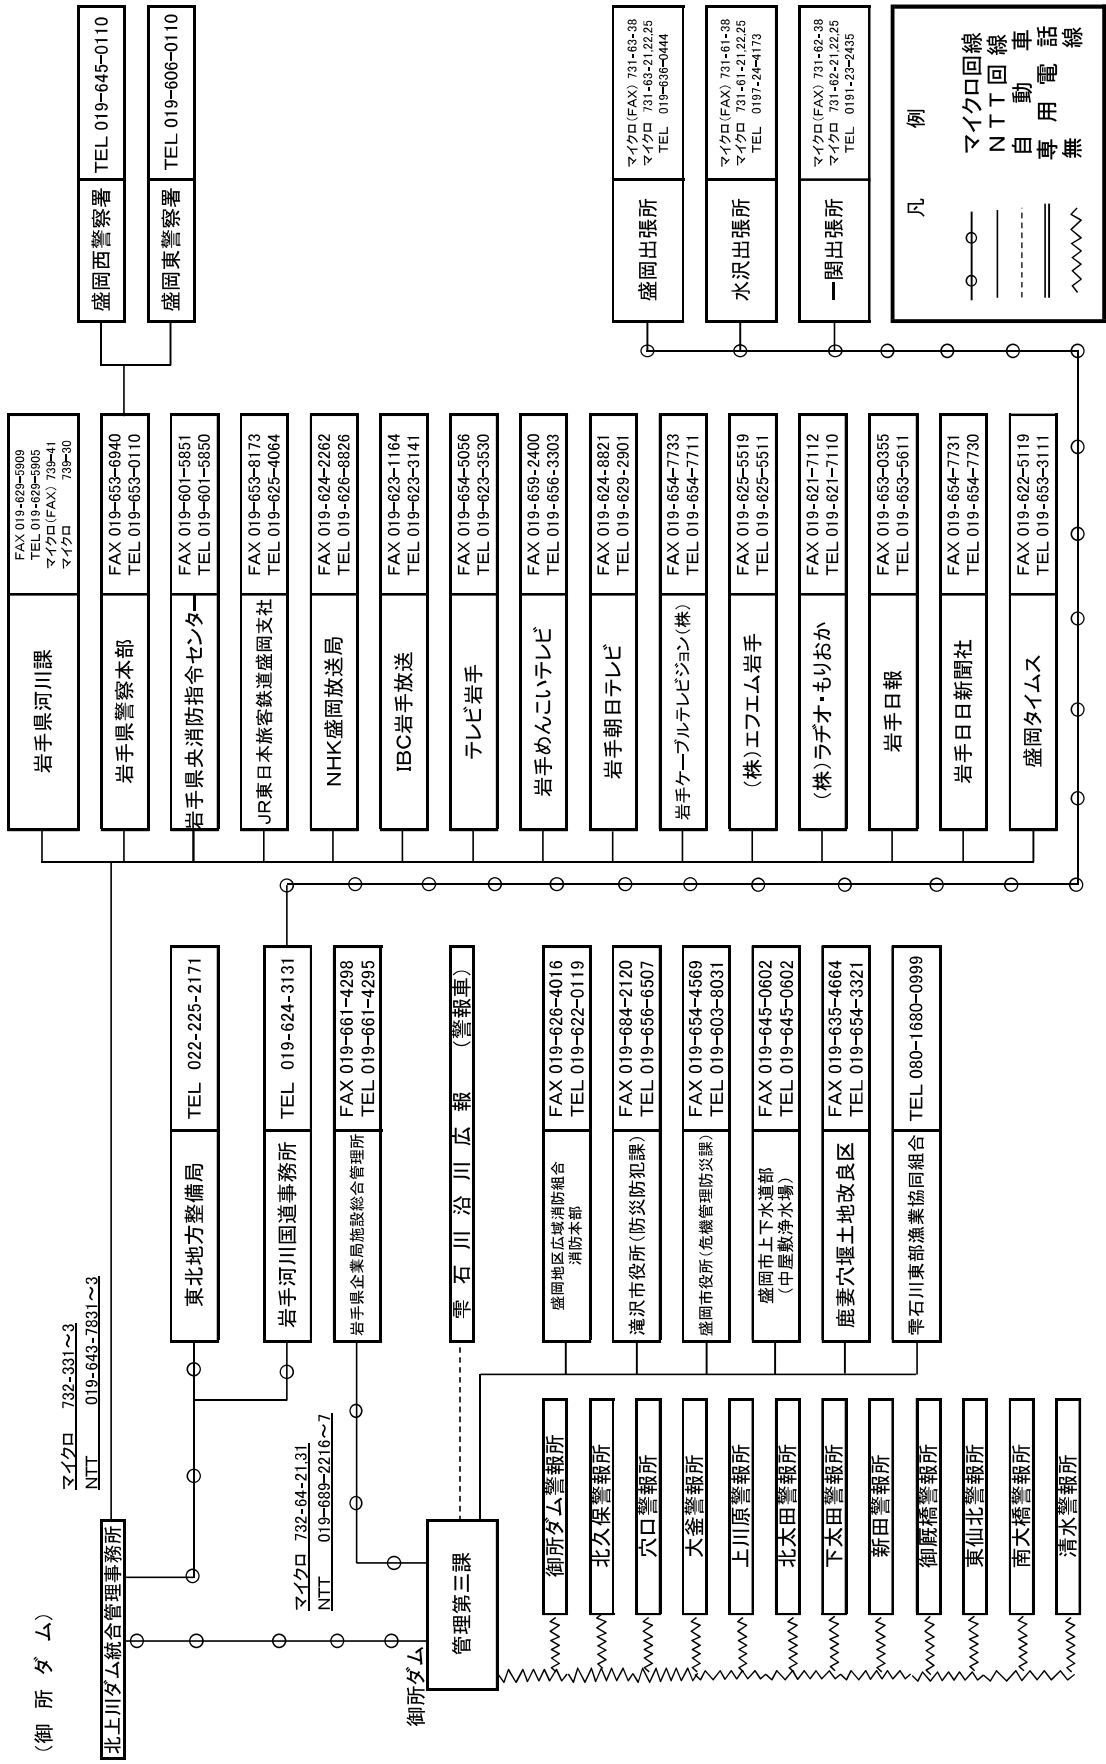 （御 所 ダ ム）
北上川ダム統合管理事務所
マイクロ 732-331～3
NTT 019-643-7831～3
御所ダム
管理第三課
マイクロ 732-64-21,31
NTT 019-689-2216～7
東北地方整備局
TEL 022-225-2171
岩手河川国道事務所
TEL 019-624-3131
岩手県企業局施設総合管理所
FAX 019-661-4298
TEL 019-661-4295
雫 石 川 沿 川 広 報 （警報車）
盛岡地区広域消防組合
消防本部
FAX 019-626-4016
TEL 019-622-0119
滝沢市役所（防災防犯課）
FAX 019-684-2120
TEL 019-656-6507
盛岡市役所（危機管理防災課）
FAX 019-654-4569
TEL 019-603-8031
盛岡市上下水道部
（中屋敷浄水場）
FAX 019-645-0602
TEL 019-645-0602
鹿妻穴堰土地改良区
FAX 019-635-4664
TEL 019-654-3321
雫石川東部漁業協同組合
TEL 080-1680-0999
御所ダム警報所
北久保警報所
穴口警報所
大釜警報所
上川原警報所
北太田警報所
下太田警報所
新田警報所
御厩橋警報所
東仙北警報所
南大橋警報所
清水警報所
岩手県河川課
FAX 019-629-5909
TEL 019-629-5905
マイクロ(FAX) 739-41
マイクロ 739-30
岩手県警察本部
FAX 019-653-6940
TEL 019-653-0110
岩手県央消防指令センター
FAX 019-601-5851
TEL 019-601-5850
JR東日本旅客鉄道盛岡支社
FAX 019-653-8173
TEL 019-625-4064
NHK盛岡放送局
FAX 019-624-2262
TEL 019-626-8826
IBC岩手放送
FAX 019-623-1164
TEL 019-623-3141
テレビ岩手
FAX 019-654-5056
TEL 019-623-3530
岩手めんこいテレビ
FAX 019-659-2400
TEL 019-656-3303
岩手朝日テレビ
FAX 019-624-8821
TEL 019-629-2901
岩手ケーブルテレビジョン（株）
FAX 019-654-7733
TEL 019-654-7711
（株）エフエム岩手
FAX 019-625-5519
TEL 019-625-5511
（株）ラヂオ・もりおか
FAX 019-621-7112
TEL 019-621-7110
岩手日報
FAX 019-653-0355
TEL 019-653-5611
岩手日日新聞社
FAX 019-654-7731
TEL 019-654-7730
盛岡タイムス
FAX 019-622-5119
TEL 019-653-3111
盛岡西警察署
TEL 019-645-0110
盛岡東警察署
TEL 019-606-0110
盛岡出張所
マイクロ(FAX) 731-63-38
マイクロ 731-63-21,22,25
TEL 019-636-0444
水沢出張所
マイクロ(FAX) 731-61-38
マイクロ 731-61-21,22,25
TEL 0197-24-4173
一関出張所
マイクロ(FAX) 731-62-38
マイクロ 731-62-21,22,25
TEL 0191-23-2435
凡 例
マイクロ回線
NTT回線
自 動 車
専 用 電 話
無 線